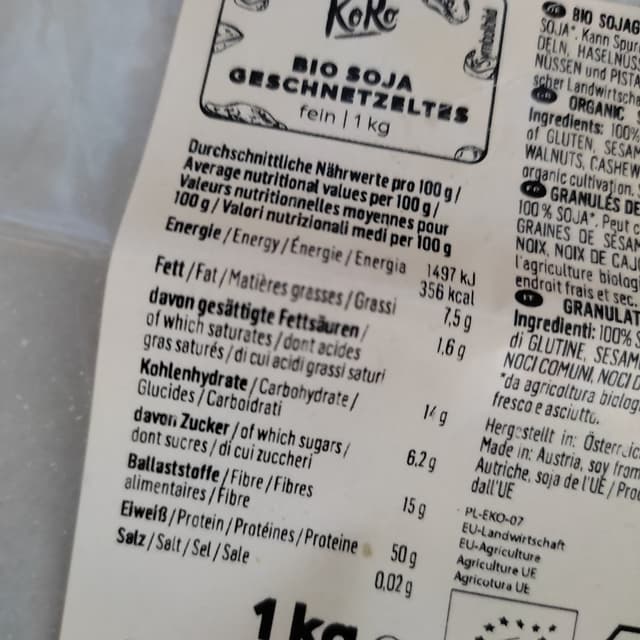 KoRo
Symbolbild
BIO SOJA
GESCHNETZELTES
fein | 1 kg
Durchschnittliche Nährwerte pro 100 g/
Average nutritional values per 100 g/
Valeurs nutritionnelles moyennes pour
100 g/Valori nutrizionali medi per 100 g
Energie/Energy/Énergie/Energia 1497 kJ
356 kcal
Fett/Fat/Matières grasses/Grassi 7,5 g
davon gesättigte Fettsäuren/
of which saturates/dont acides 1,6 g
gras saturés/di cui acidi grassi saturi
Kohlenhydrate/Carbohydrate/
Glucides/Carboidrati 14 g
davon Zucker/of which sugars/
dont sucres/di cui zuccheri 6,2 g
Ballaststoffe/Fibre/Fibres
alimentaires/Fibre 15 g
Eiweiß/Protein/Protéines/Proteine 50 g
Salz/Salt/Sel/Sale 0,02 g
1 kg
BIO SOJAG
SOJA*. Kann Spur
DELN, HASELNÜSS
NÜSSEN und PIST
scher Landwirtsch
ORGANIC
Ingredients: 100%
of GLUTEN, SESAM
WALNUTS, CASHEW
organic cultivation.
GRANULÉS DE
100 % SOJA*. Peut c
GRAINES DE SÉSAM
NOIX, NOIX DE CAJ
l'agriculture biolog
endroit frais et sec.
GRANULAT
Ingredienti: 100% S
di GLUTINE, SESAM
NOCI COMUNI, NOCI
*da agricoltura biolog
fresco e asciutto.
Hergestellt in: Österreic
Made in: Austria, soy from
Autriche, soja de l'UE/Pro
dall'UE
PL-EKO-07
EU-Landwirtschaft
EU-Agriculture
Agriculture UE
Agricotura UE